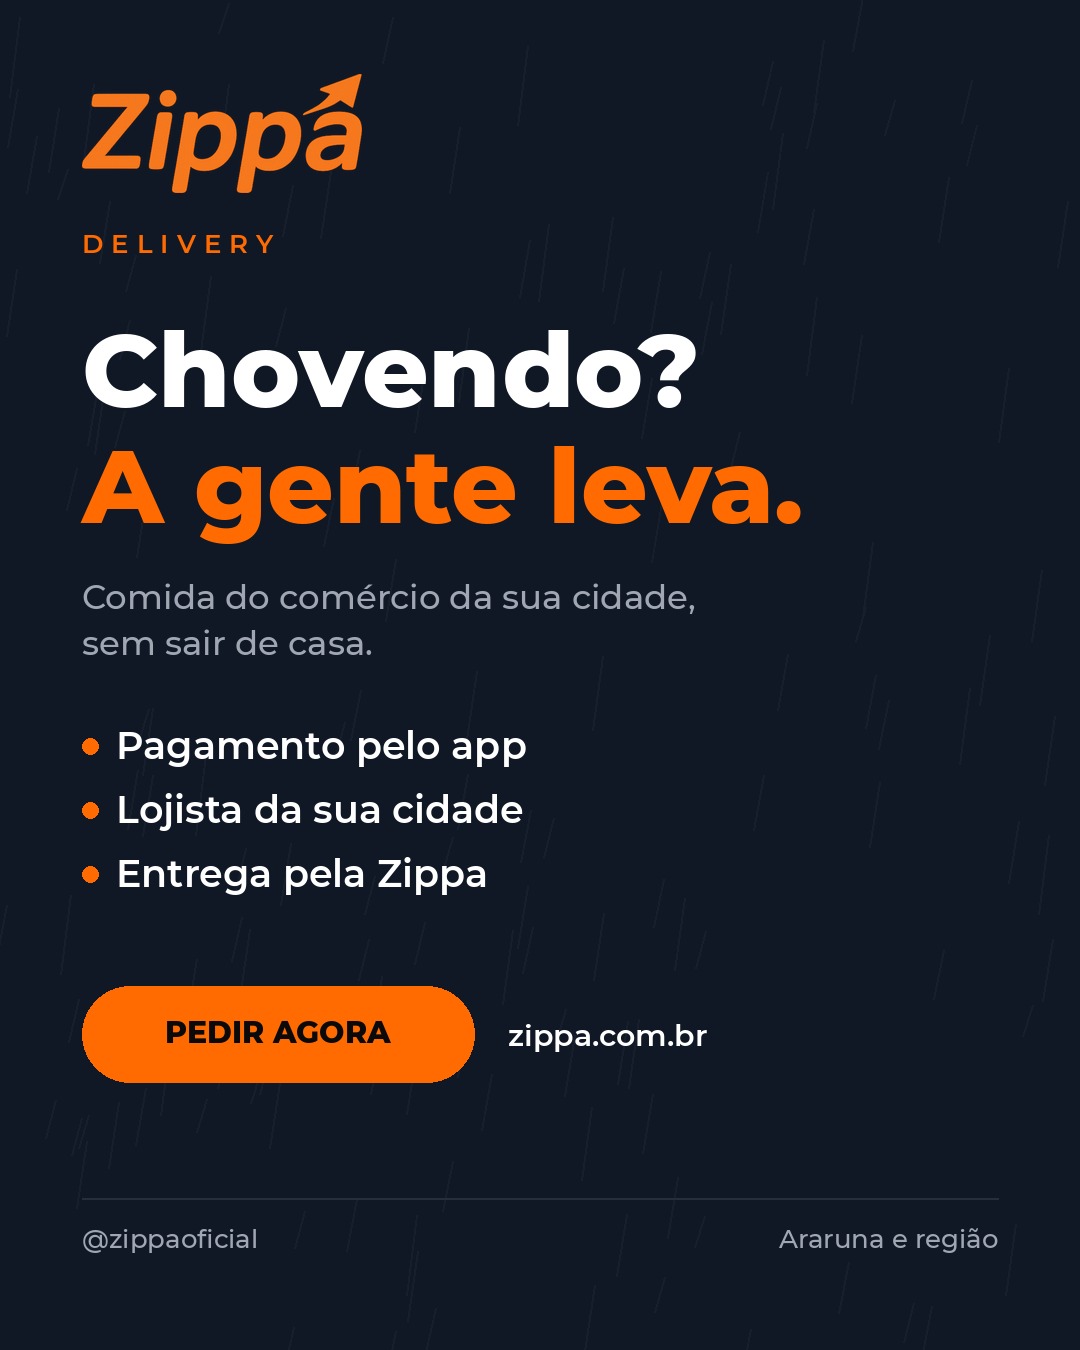 Zippa
DELIVERY
Chovendo?
A gente leva.
Comida do comércio da sua cidade,
sem sair de casa.
Pagamento pelo app
Lojista da sua cidade
Entrega pela Zippa
PEDIR AGORA
zippa.com.br
@zippaoficial
Araruna e região